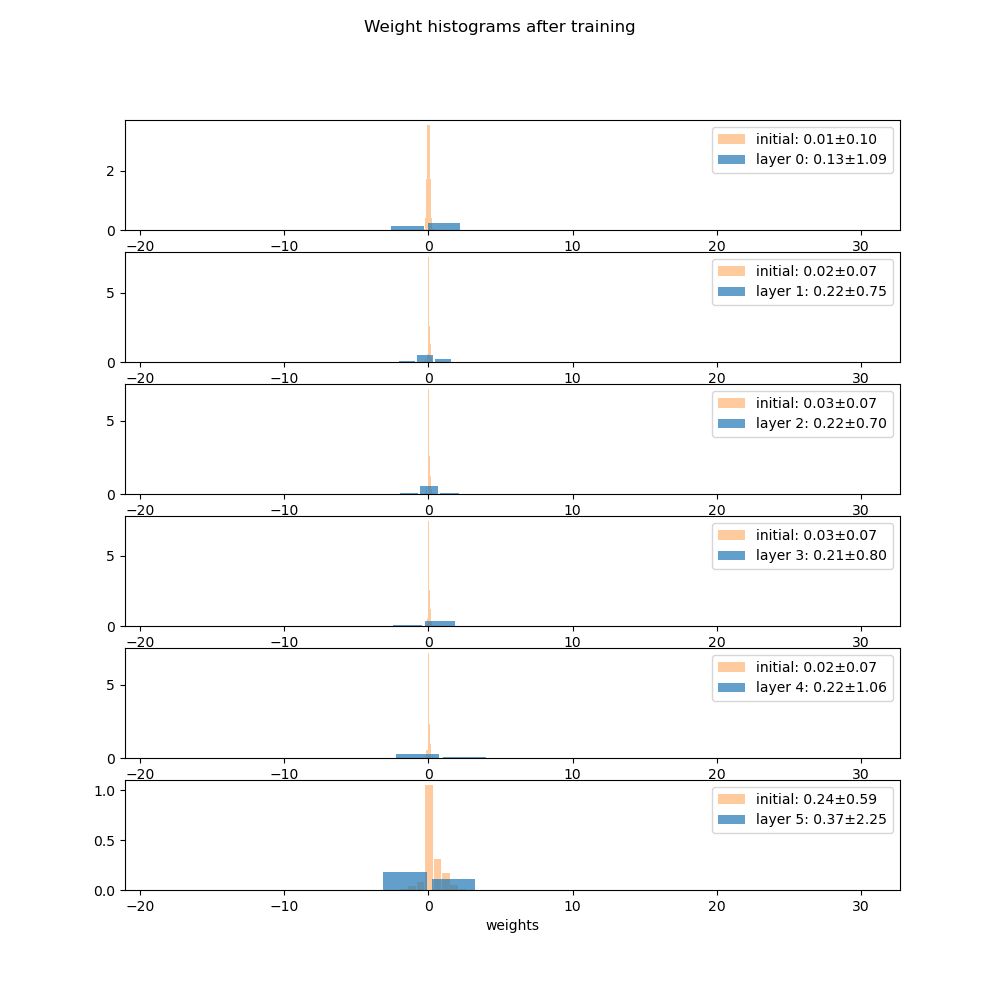 Weight histograms after training
initial: 0.01±0.10
layer 0: 0.13±1.09
2
0
−20 −10 0 10 20 30
initial: 0.02±0.07
layer 1: 0.22±0.75
5
0
−20 −10 0 10 20 30
initial: 0.03±0.07
layer 2: 0.22±0.70
5
0
−20 −10 0 10 20 30
initial: 0.03±0.07
layer 3: 0.21±0.80
5
0
−20 −10 0 10 20 30
initial: 0.02±0.07
layer 4: 0.22±1.06
5
0
−20 −10 0 10 20 30
initial: 0.24±0.59
layer 5: 0.37±2.25
1.0
0.5
0.0
−20 −10 0 10 20 30
weights